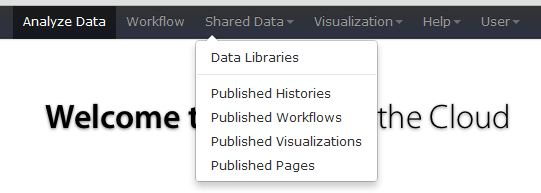 Analyze Data Workflow Shared Data Visualization Help User
Data Libraries
Published Histories
Published Workflows
Published Visualizations
Published Pages
Welcome the Cloud